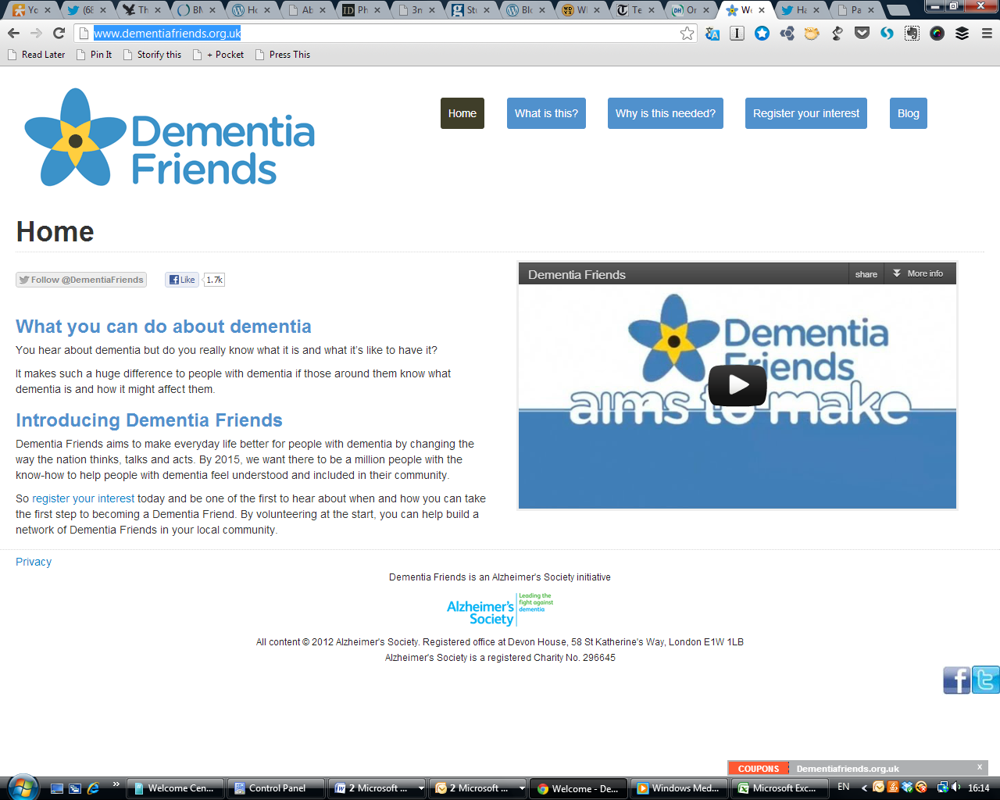 Yo
(68
Th
BM
Ho
Ab
Ph
3n
St
Blo
Wl
Te
Or
We
Ha
Pa
www.dementiafriends.org.uk
Read Later
Pin It
Storify this
+ Pocket
Press This
Dementia
Friends
Home
What is this?
Why is this needed?
Register your interest
Blog
Home
Follow @DementiaFriends
Like
1.7k
Dementia Friends
share
More info
Dementia
Friends
aims to make
What you can do about dementia
You hear about dementia but do you really know what it is and what it's like to have it?
It makes such a huge difference to people with dementia if those around them know what
dementia is and how it might affect them.
Introducing Dementia Friends
Dementia Friends aims to make everyday life better for people with dementia by changing the
way the nation thinks, talks and acts. By 2015, we want there to be a million people with the
know-how to help people with dementia feel understood and included in their community.
So register your interest today and be one of the first to hear about when and how you can take
the first step to becoming a Dementia Friend. By volunteering at the start, you can help build a
network of Dementia Friends in your local community.
Privacy
Dementia Friends is an Alzheimer's Society initiative
Alzheimer's
Society
Leading the
fight against
dementia
All content © 2012 Alzheimer's Society. Registered office at Devon House, 58 St Katherine's Way, London E1W 1LB
Alzheimer's Society is a registered Charity No. 296645
COUPONS
Dementiafriends.org.uk
x
Welcome Cen...
Control Panel
2 Microsoft ...
2 Microsoft ...
Welcome - De...
Windows Med...
Microsoft Exc...
EN
16:14